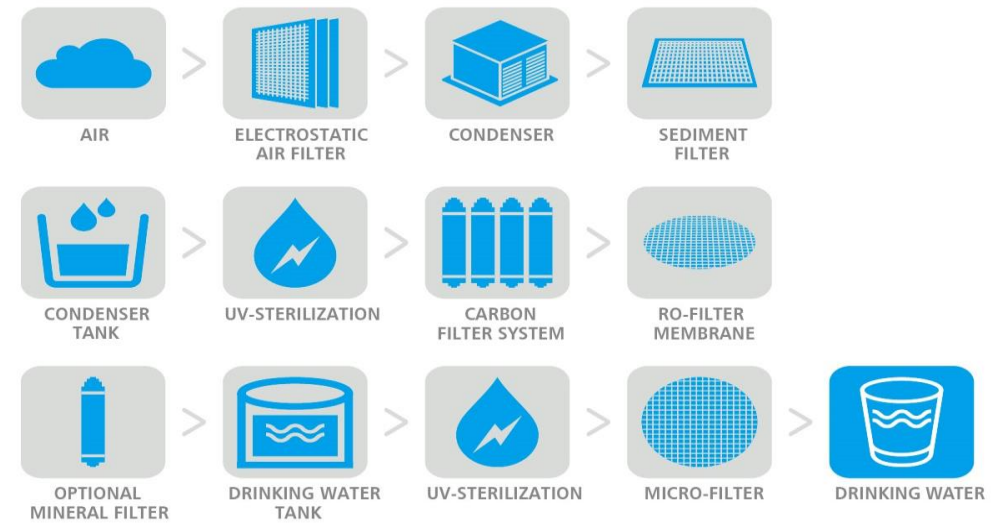 AIR
ELECTROSTATIC
AIR FILTER
CONDENSER
SEDIMENT
FILTER
CONDENSER
TANK
UV-STERILIZATION
CARBON
FILTER SYSTEM
RO-FILTER
MEMBRANE
OPTIONAL
MINERAL FILTER
DRINKING WATER
TANK
UV-STERILIZATION
MICRO-FILTER
DRINKING WATER